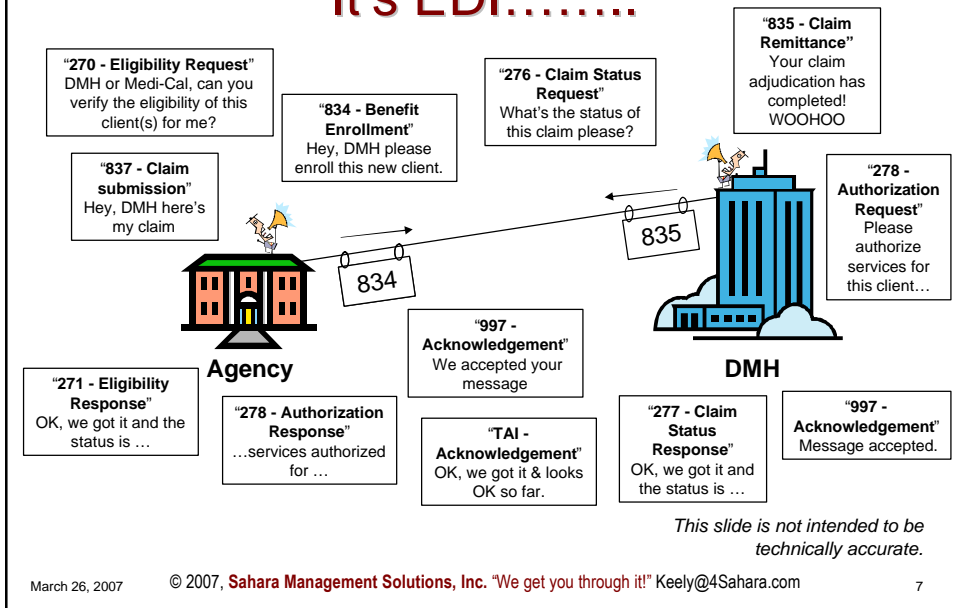 It's EDI........
"270 - Eligibility Request"
DMH or Medi-Cal, can you
verify the eligibility of this
client(s) for me?
"834 - Benefit
Enrollment"
Hey, DMH please
enroll this new client.
"276 - Claim Status
Request"
What's the status of
this claim please?
"835 - Claim
Remittance"
Your claim
adjudication has
completed!
WOOHOO
"837 - Claim
submission"
Hey, DMH here's
my claim
"278 -
Authorization
Request"
Please
authorize
services for
this client…
834
835
Agency
DMH
"997 -
Acknowledgement"
We accepted your
message
"271 - Eligibility
Response"
OK, we got it and the
status is …
"278 - Authorization
Response"
…services authorized
for …
"TAI -
Acknowledgement"
OK, we got it & looks
OK so far.
"277 - Claim
Status
Response"
OK, we got it and
the status is …
"997 -
Acknowledgement"
Message accepted.
This slide is not intended to be
technically accurate.
March 26, 2007 © 2007, Sahara Management Solutions, Inc. "We get you through it!" Keely@4Sahara.com 7